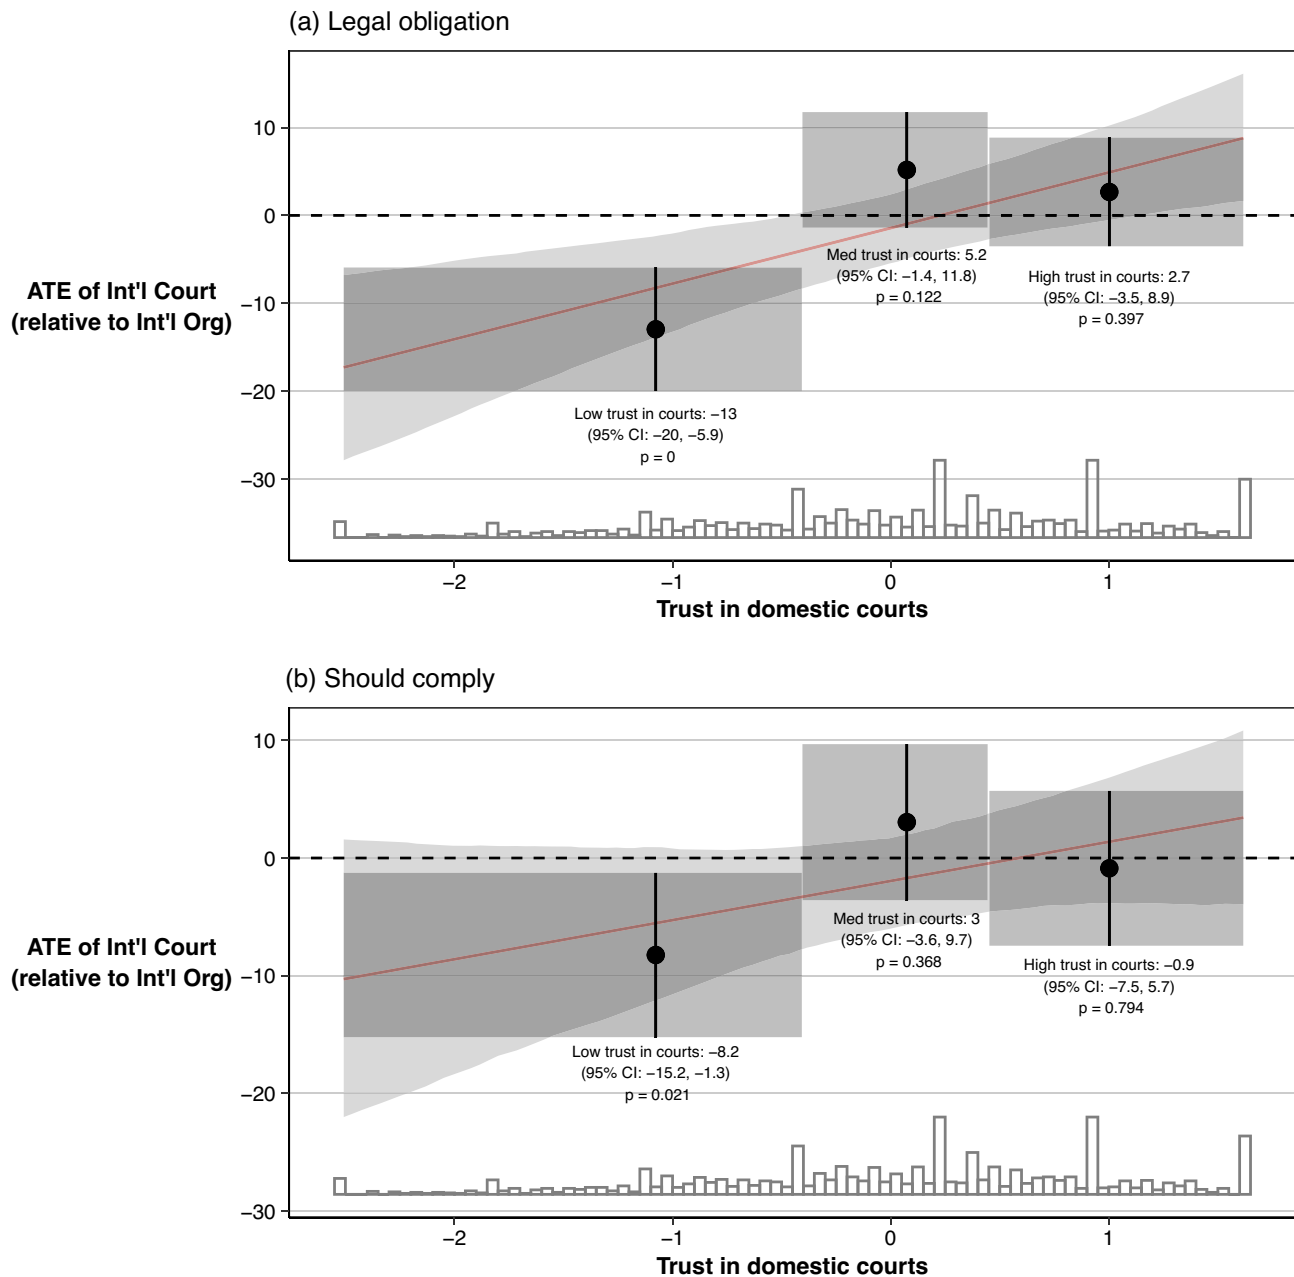 (a) Legal obligation
10
0
−10
−20
−30
ATE of Int'l Court
(relative to Int'l Org)
Med trust in courts: 5.2
(95% CI: −1.4, 11.8)
p = 0.122
High trust in courts: 2.7
(95% CI: −3.5, 8.9)
p = 0.397
Low trust in courts: −13
(95% CI: −20, −5.9)
p = 0
−2
−1
0
1
Trust in domestic courts
(b) Should comply
10
0
−10
−20
−30
ATE of Int'l Court
(relative to Int'l Org)
Med trust in courts: 3
(95% CI: −3.6, 9.7)
p = 0.368
High trust in courts: −0.9
(95% CI: −7.5, 5.7)
p = 0.794
Low trust in courts: −8.2
(95% CI: −15.2, −1.3)
p = 0.021
−2
−1
0
1
Trust in domestic courts